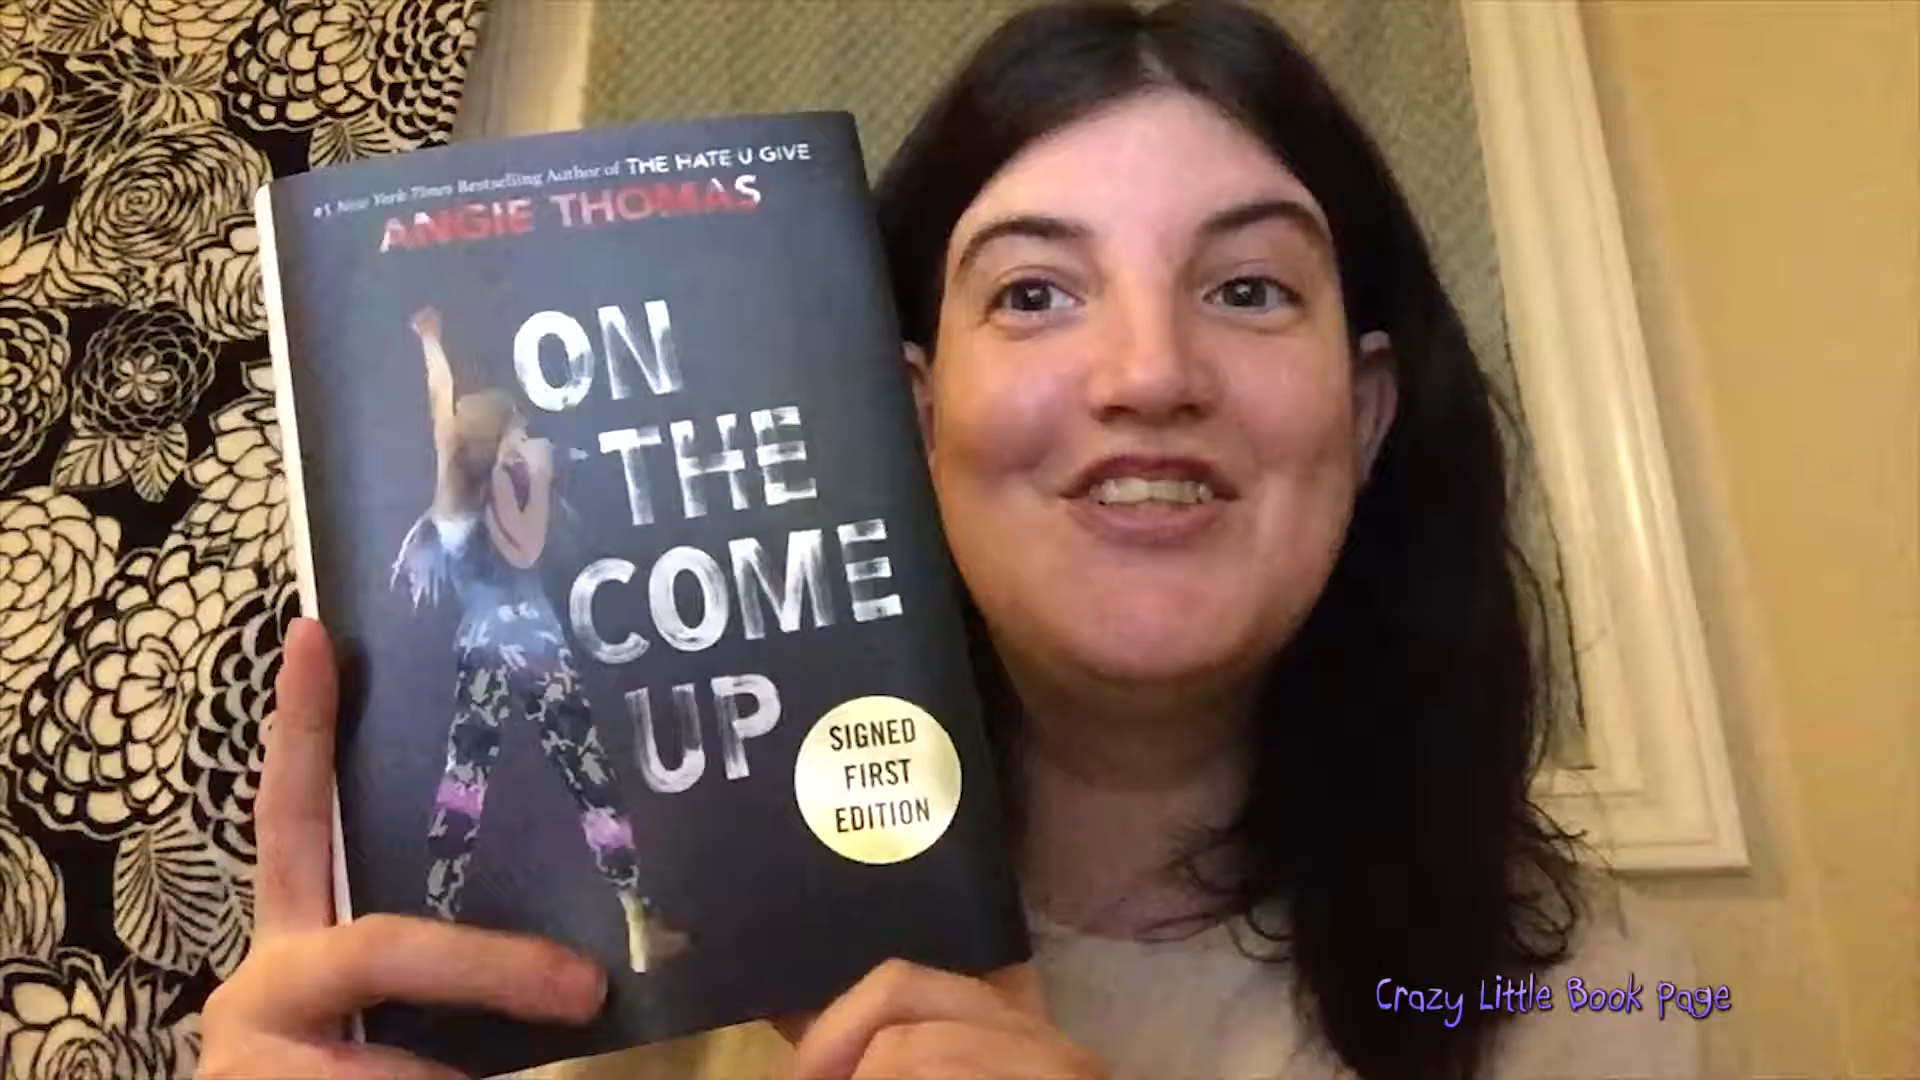 #1 New York Times Bestselling Author of THE HATE U GIVE
ANGIE THOMAS
ON
THE
COME
UP
SIGNED
FIRST
EDITION
Crazy Little Book Page